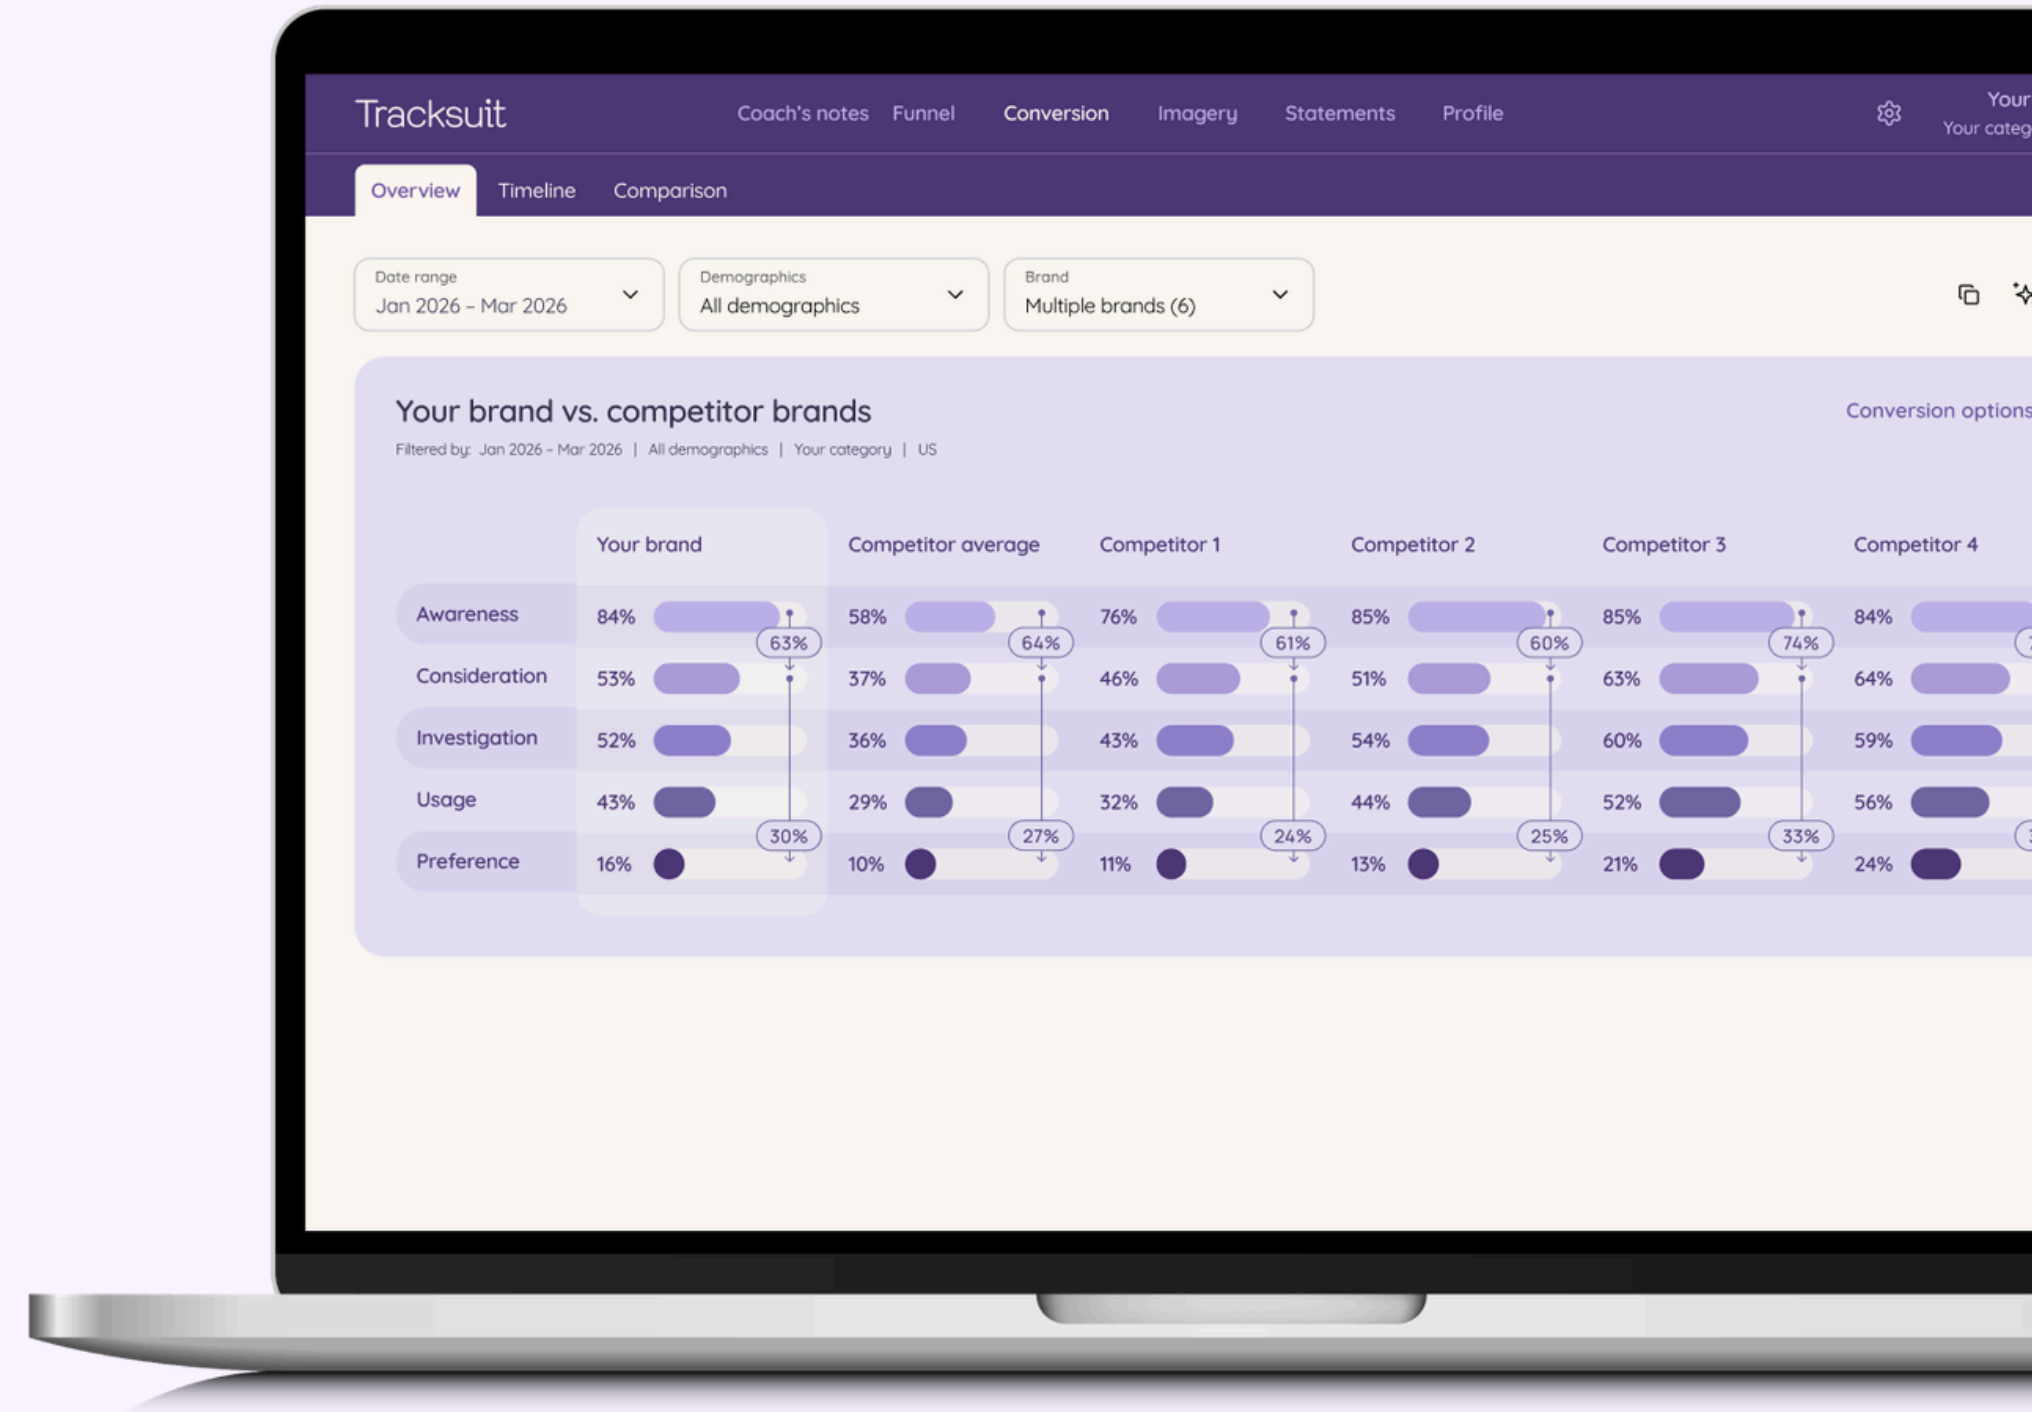 Tracksuit Coach's notes Funnel Conversion Imagery Statements Profile Your
Your categ
Overview Timeline Comparison
Date range Demographics Brand
Jan 2026 – Mar 2026 All demographics Multiple brands (6)
Your brand vs. competitor brands Conversion options
Filtered by: Jan 2026 – Mar 2026 | All demographics | Your category | US
Your brand Competitor average Competitor 1 Competitor 2 Competitor 3 Competitor 4
Awareness 84% 58% 76% 85% 85% 84%
63% 64% 61% 60% 74%
Consideration 53% 37% 46% 51% 63% 64%
Investigation 52% 36% 43% 54% 60% 59%
Usage 43% 29% 32% 44% 52% 56%
30% 27% 24% 25% 33%
Preference 16% 10% 11% 13% 21% 24%